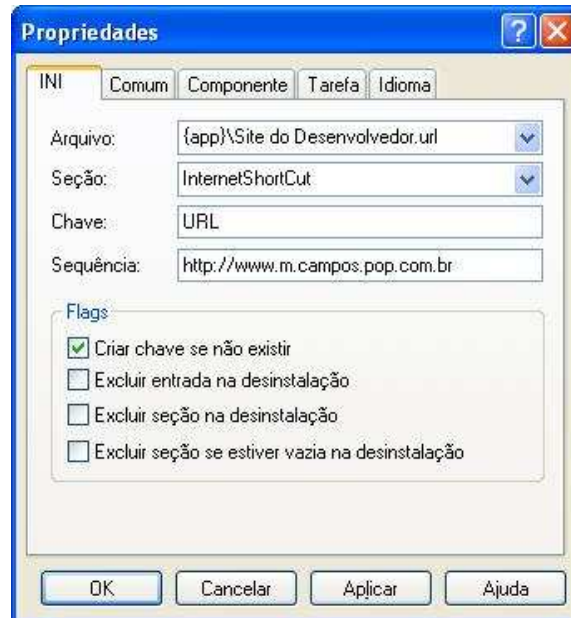 Propriedades
INI Comum Componente Tarefa Idioma
Arquivo: {app}\Site do Desenvolvedor.url
Seção: InternetShortCut
Chave: URL
Sequência: http://www.m.campos.pop.com.br
Flags
Criar chave se não existir
Excluir entrada na desinstalação
Excluir seção na desinstalação
Excluir seção se estiver vazia na desinstalação
OK Cancelar Aplicar Ajuda